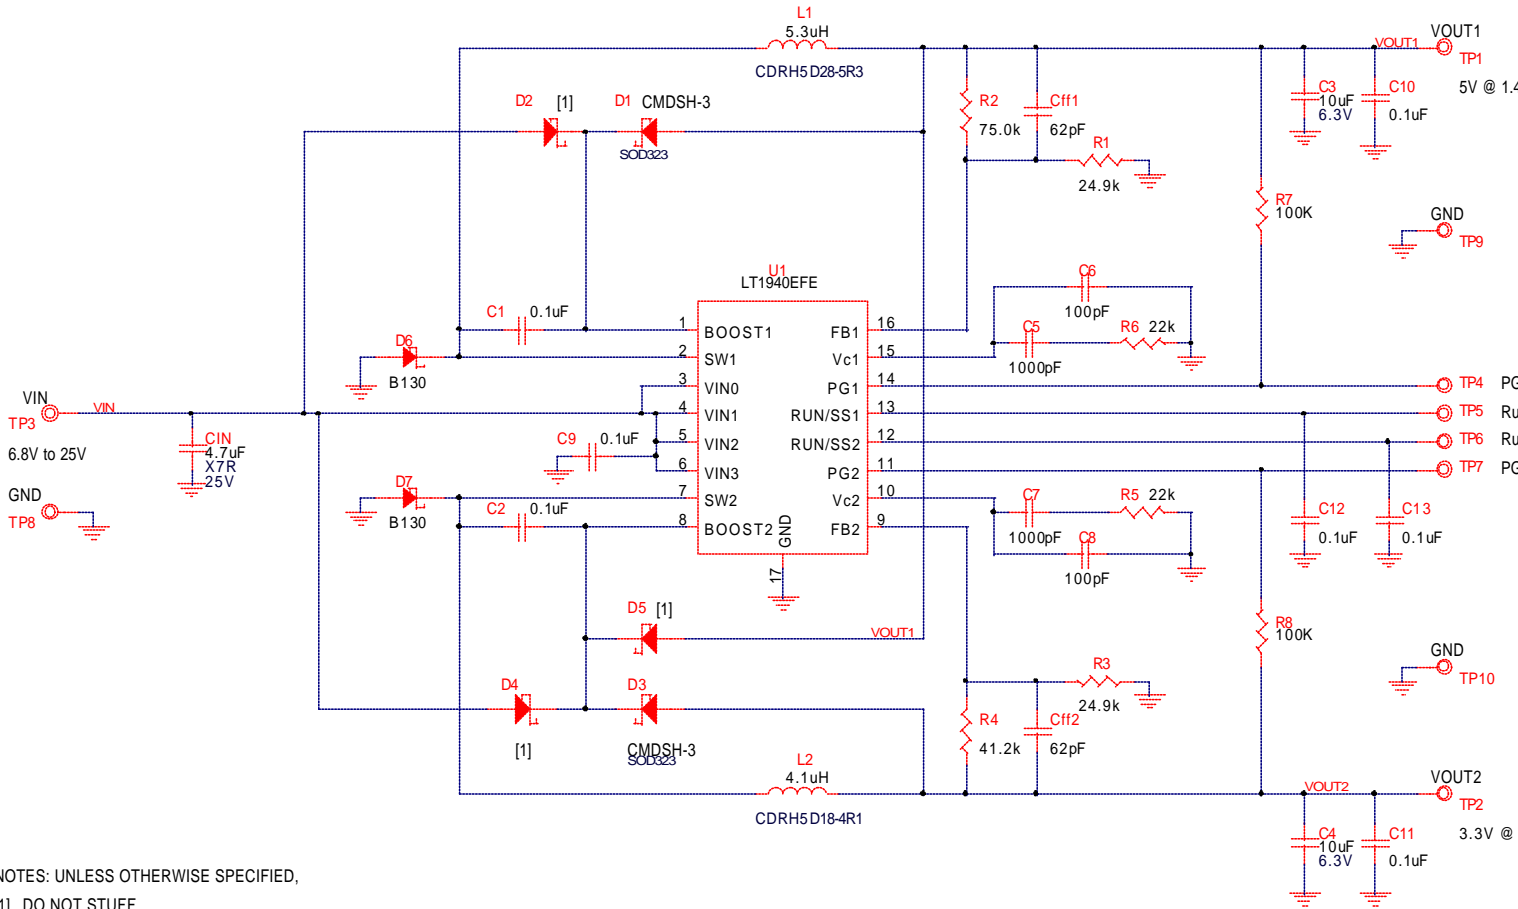 L1
5.3uH
CDRH5D28-5R3
VOUT1
VOUT1
TP1
5V @ 1.4
D2
[1]
D1
CMDSH-3
SOD323
R2
75.0k
Cff1
62pF
R1
24.9k
C3
10uF
6.3V
C10
0.1uF
R7
100K
GND
TP9
U1
LT1940EFE
C1
0.1uF
C6
100pF
C5
1000pF
R6
22k
D6
B130
1
BOOST1
2
SW1
3
VIN0
4
VIN1
5
VIN2
6
VIN3
7
SW2
8
BOOST2
GND
17
16
FB1
15
Vc1
14
PG1
13
RUN/SS1
12
RUN/SS2
11
PG2
10
Vc2
9
FB2
TP4
PG
TP5
Ru
TP6
Ru
TP7
PG
VIN
TP3
VIN
6.8V to 25V
CIN
4.7uF
X7R
25V
GND
TP8
C9
0.1uF
D7
B130
C2
0.1uF
C7
1000pF
R5
22k
C8
100pF
C12
0.1uF
C13
0.1uF
D5
[1]
VOUT1
R8
100K
D4
[1]
D3
CMDSH-3
SOD323
R3
24.9k
R4
41.2k
Cff2
62pF
GND
TP10
L2
4.1uH
CDRH5D18-4R1
VOUT2
VOUT2
TP2
3.3V @
C4
10uF
6.3V
C11
0.1uF
NOTES: UNLESS OTHERWISE SPECIFIED,
1]. DO NOT STUFF